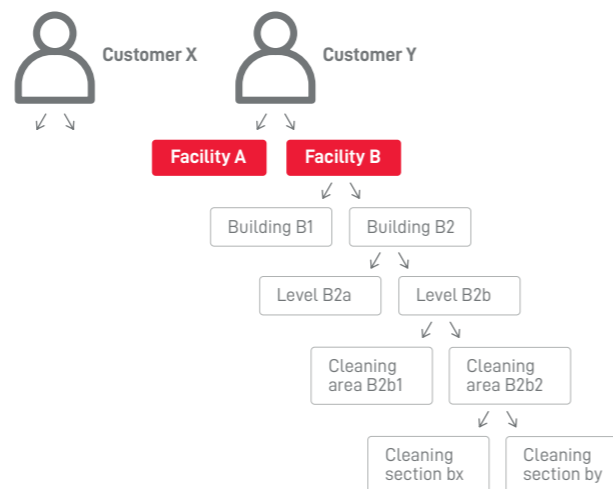 Customer X
Customer Y
Facility A
Facility B
Building B1
Building B2
Level B2a
Level B2b
Cleaning
area B2b1
Cleaning
area B2b2
Cleaning
section bx
Cleaning
section by